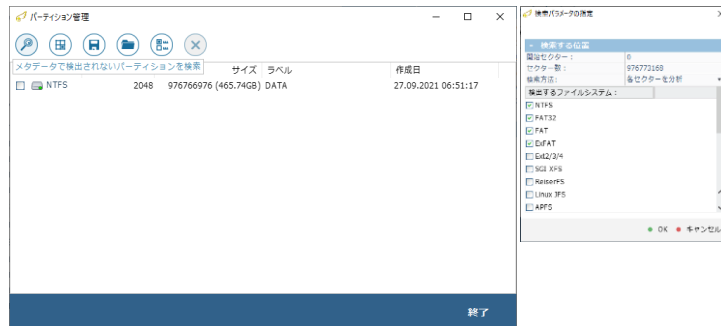 パーティション管理
メタデータで検出されないパーティションを検索
サイズ ラベル 作成日
NTFS 2048 976766976 (465.74GB) DATA 27.09.2021 06:51:17
終了
検索パラメータの指定
検索する位置
開始セクター: 0
セクター数: 976773168
検索方法: 各セクターを分析
検出するファイルシステム:
NTFS
FAT32
FAT
ExFAT
Ext2/3/4
SGI XFS
ReiserFS
Linux JFS
APFS
OK キャンセル